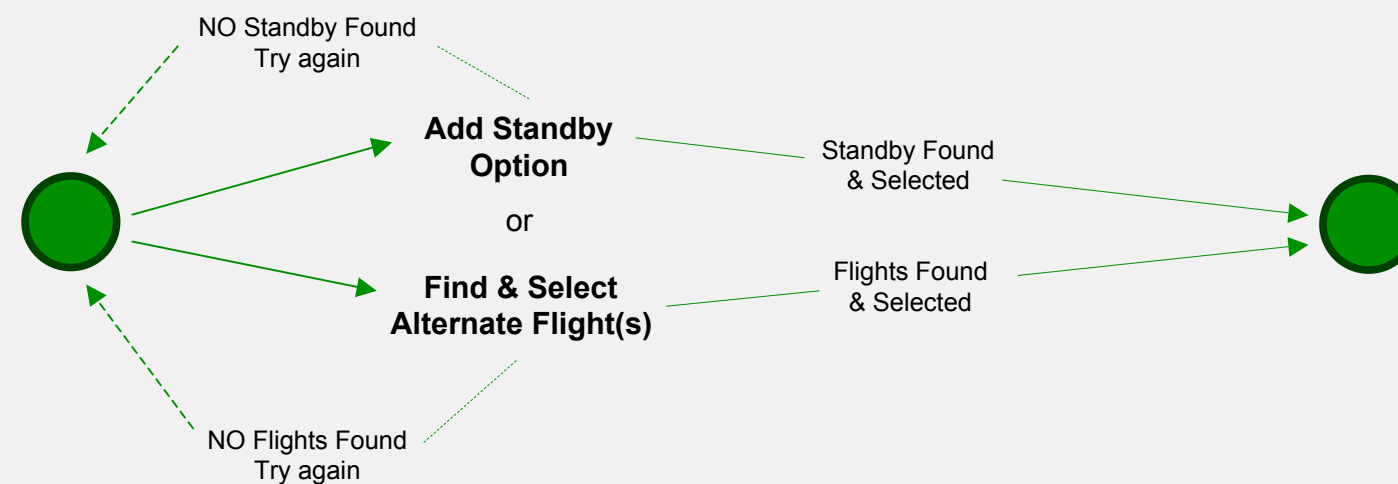 NO Standby Found
Try again
Add Standby
Option
Standby Found
& Selected
or
Flights Found
& Selected
Find & Select
Alternate Flight(s)
NO Flights Found
Try again